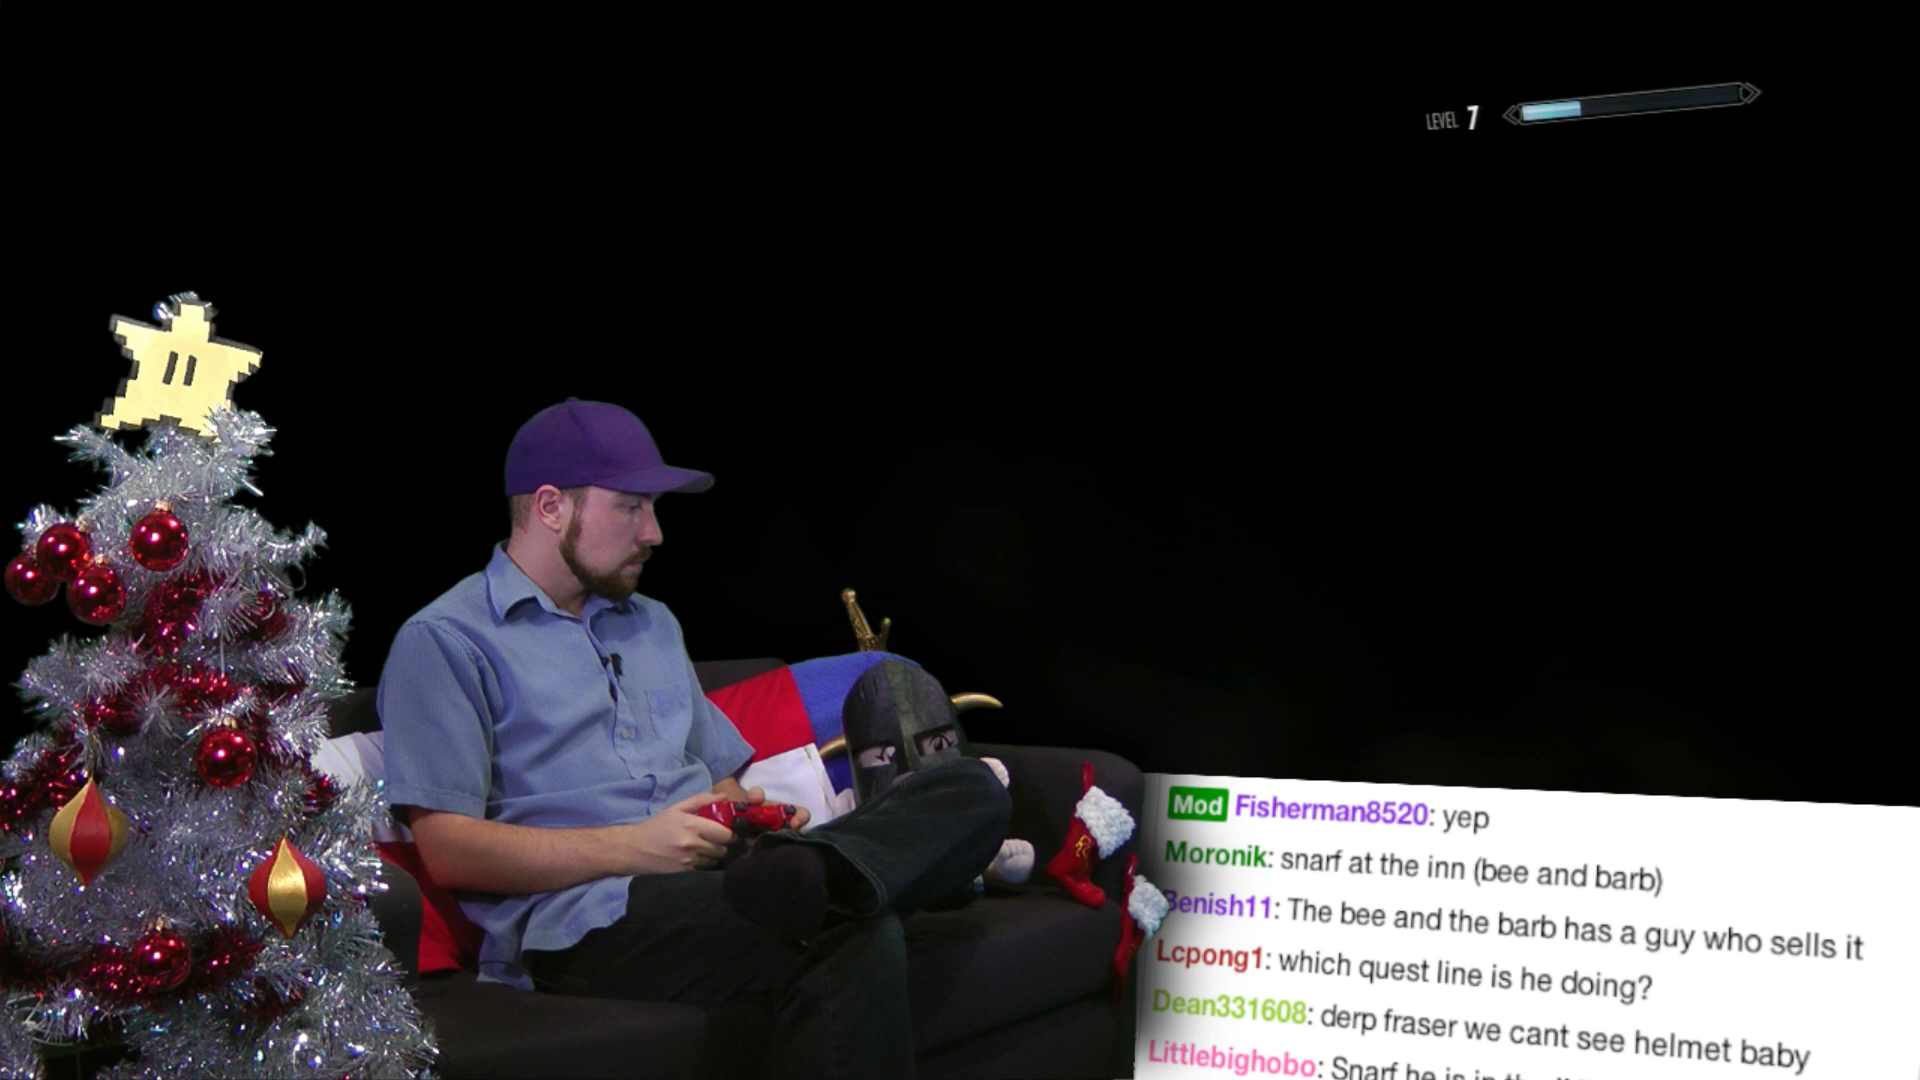 LEVEL 7
Mod Fisherman8520: yep
Moronik: snarf at the inn (bee and barb)
Benish11: The bee and the barb has a guy who sells it
Lcpong1: which quest line is he doing?
Dean331608: derp fraser we cant see helmet baby
Littlebighobo: Snarf he is in